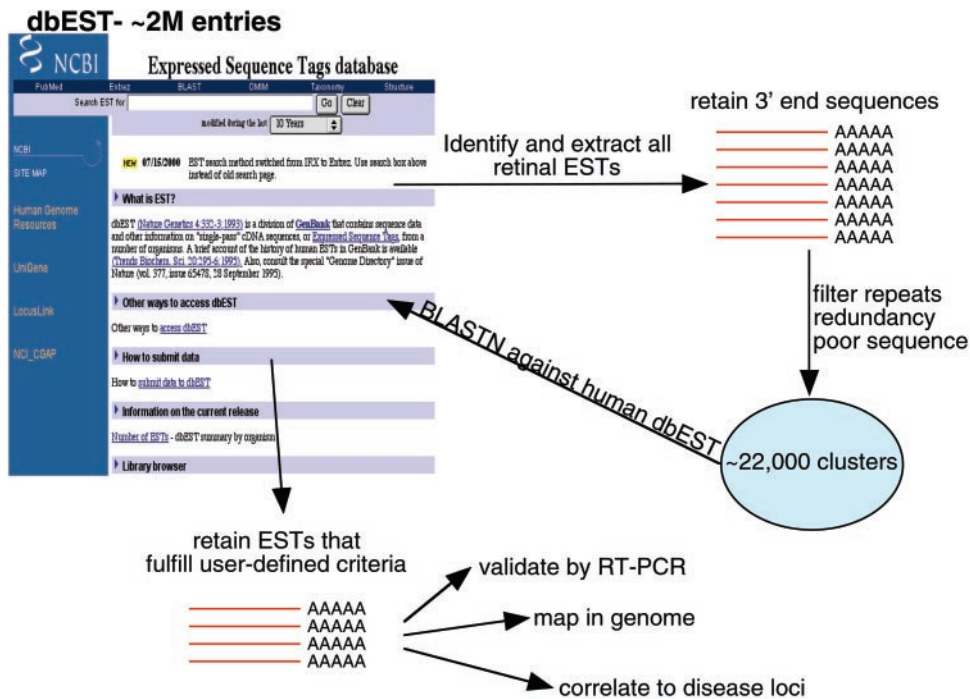 dbEST- ~2M entries
NCBI
Expressed Sequence Tags database
PubMed Entrez BLAST OMIM Taxonomy Structure
Search EST for Go Clear
modified during the last 10 Years
NCBI
SITE MAP
Human Genome
Resources
UniGene
LocusLink
NCI_CGAP
NEW 07/15/2000 EST search method switched from IRX to Entrez. Use search box above
instead of old search page.
What is EST?
dbEST (Nature Genetics 4:332-3;1993) is a division of GenBank that contains sequence data
and other information on "single-pass" cDNA sequences, or Expressed Sequence Tags, from a
number of organisms. A brief account of the history of human ESTs in GenBank is available
(Trends Biochem. Sci. 20:295-6;1995). Also, consult the special "Genome Directory" issue of
Nature (vol. 377, issue 6547S, 28 September 1995).
Other ways to access dbEST
Other ways to access dbEST
How to submit data
How to submit data to dbEST
Information on the current release
Number of ESTs - dbEST summary by organism
Library browser
Identify and extract all
retinal ESTs
retain 3' end sequences
AAAAA
AAAAA
AAAAA
AAAAA
AAAAA
AAAAA
AAAAA
filter repeats
redundancy
poor sequence
~22,000 clusters
BLASTN against human dbEST
retain ESTs that
fulfill user-defined criteria
AAAAA
AAAAA
AAAAA
AAAAA
validate by RT-PCR
map in genome
correlate to disease loci